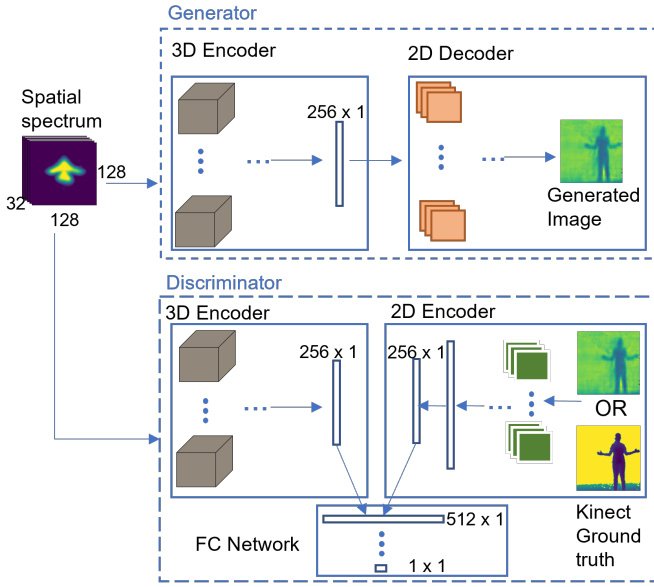 Generator
3D Encoder
2D Decoder
Spatial
spectrum
256 x 1
128
32
128
Generated
Image
Discriminator
3D Encoder
2D Encoder
256 x 1
256 x 1
OR
Kinect
Ground
truth
FC Network
512 x 1
1 x 1